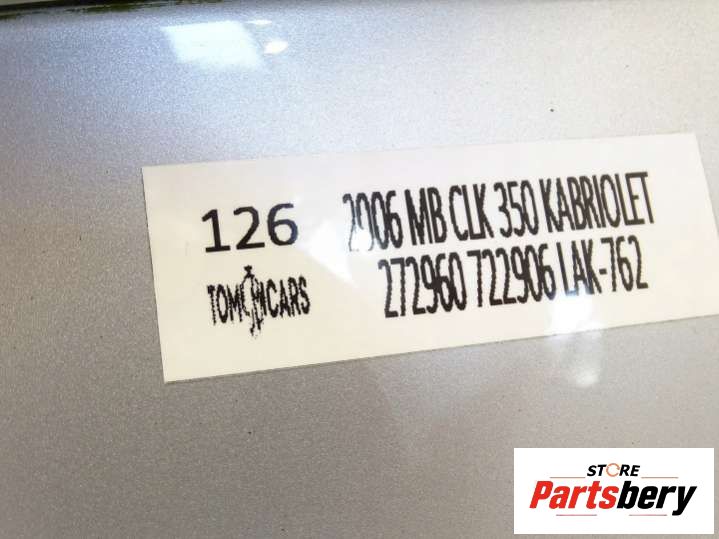 126
2006 MB CLK 350 KABRIOLET
272960 722906 LAK-762
TOM CARS
STORE
Partsbery